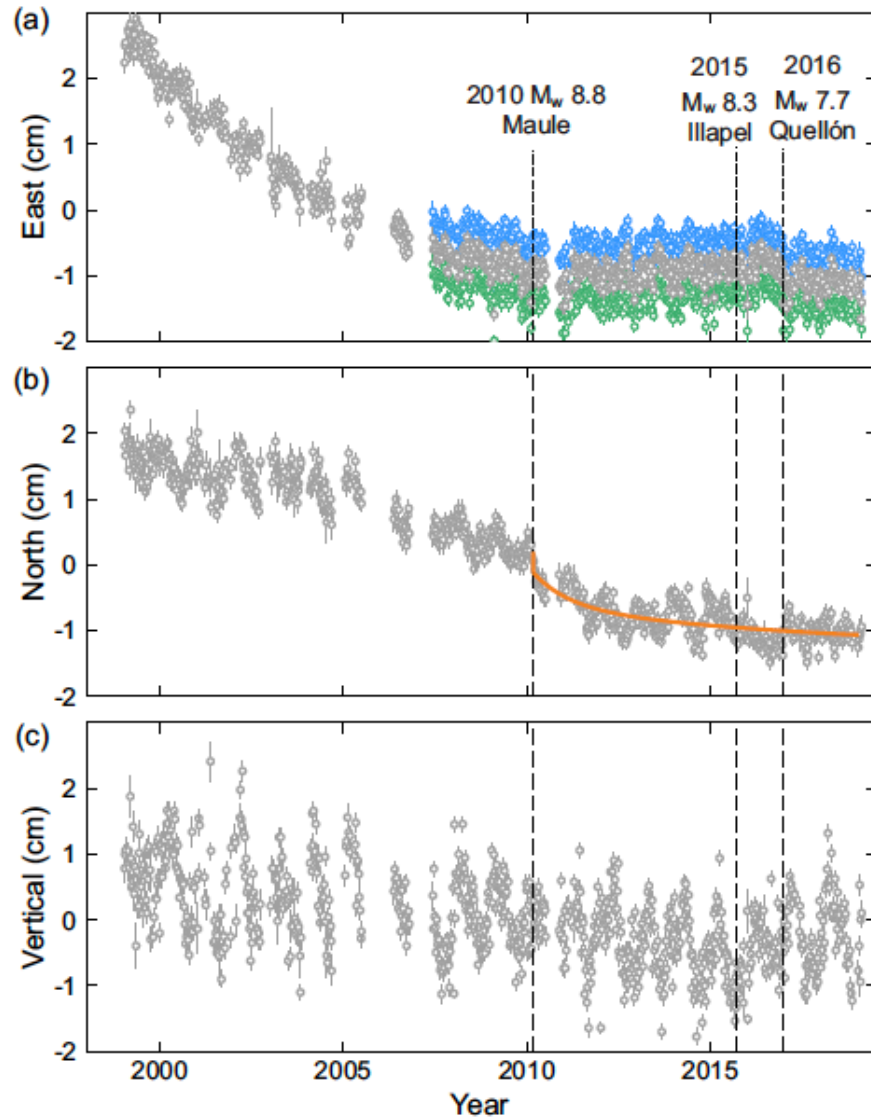 (a)
East (cm)
2
1
0
-1
-2
2010 Mw 8.8
Maule
2015
Mw 8.3
Illapel
2016
Mw 7.7
Quellón
(b)
North (cm)
2
1
0
-1
-2
(c)
Vertical (cm)
2
1
0
-1
-2
2000
2005
2010
2015
Year